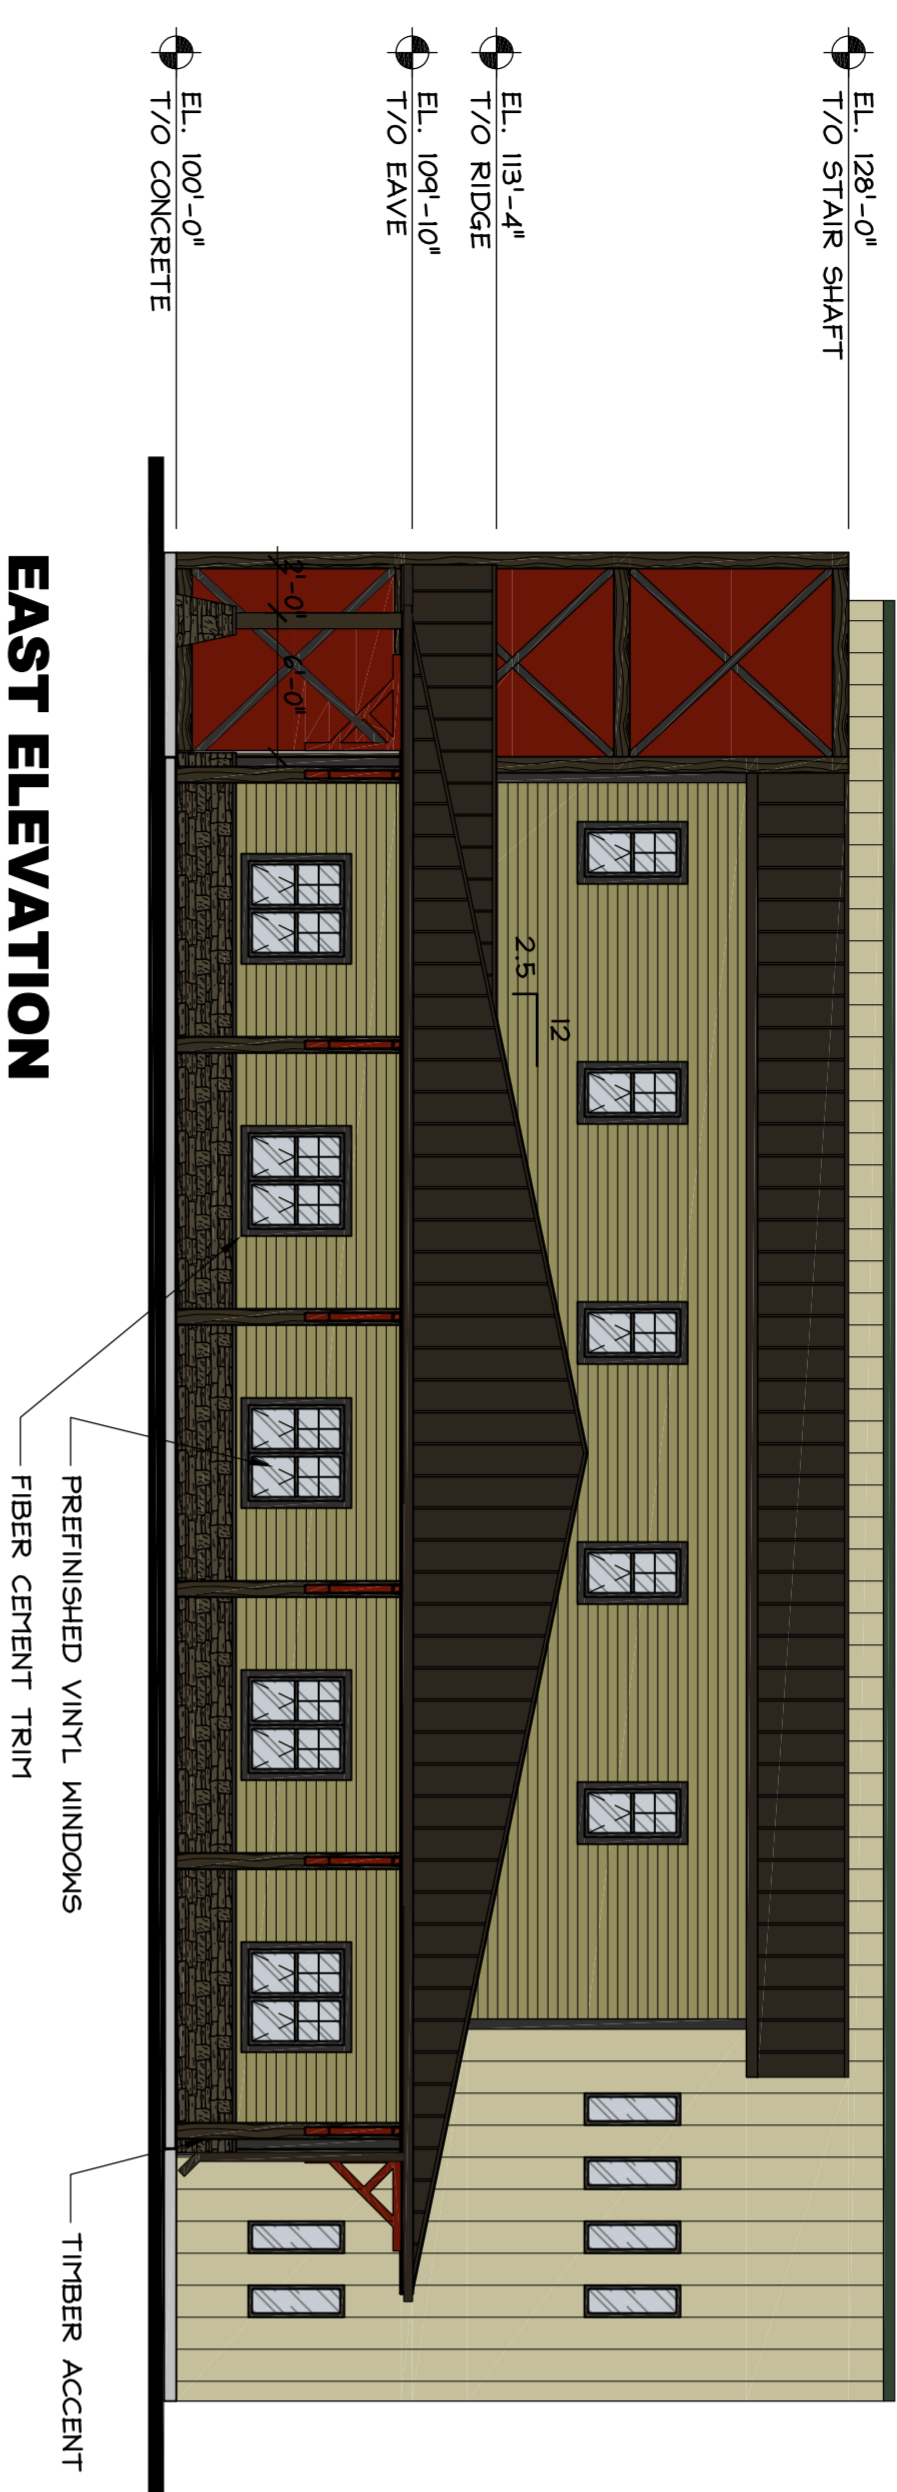 EL. 128'-0"
T/O STAIR SHAFT
EL. 113'-4"
T/O RIDGE
EL. 109'-10"
T/O EAVE
EL. 100'-0"
T/O CONCRETE
12
2.5
2'-0"
6'-0"
PREFINISHED VINYL WINDOWS
FIBER CEMENT TRIM
TIMBER ACCENT
EAST ELEVATION